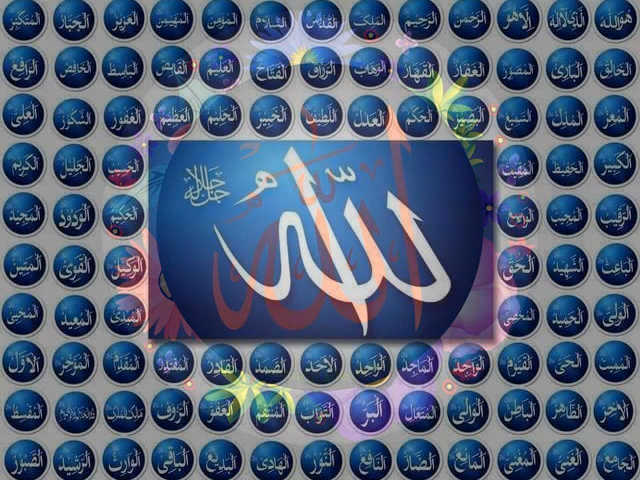 هو الله الذي لا إله إلا هو الرحمن الرحيم الملك القدوس السلام المؤمن المهيمن العزيز الجبار المتكبر
الخالق البارئ المصور الغفار القهار الوهاب الرزاق الفتاح العليم القابض الباسط الخافض الرافع
المعز المذل السميع البصير الحكم العدل اللطيف الخبير الحليم العظيم الغفور الشكور العلي
الكبير الحفيظ المقيت الحسيب الجليل الكريم
الرقيب المجيب الواسع الحكيم الودود المجيد
الله جل جلاله
الله
الباعث الشهيد الحق الوكيل القوي المتين
الولي الحميد المحصي المبدئ المعيد المحيي
المميت الحي القيوم الواجد الماجد الواحد الأحد الصمد القادر المقتدر المقدم المؤخر الأول
الآخر الظاهر الباطن الوالي المتعال البر التواب المنتقم العفو الرؤوف مالك الملك ذو الجلال والإكرام المقسط
الجامع الغني المغني المانع الضار النافع النور الهادي البديع الباقي الوارث الرشيد الصبور